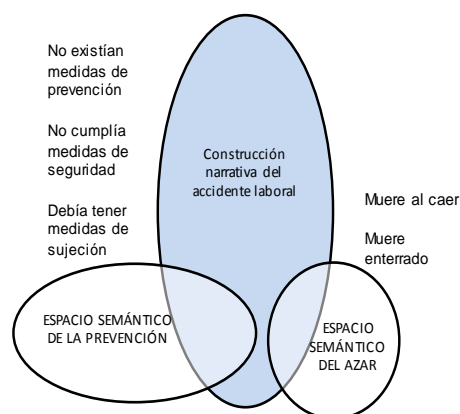 No existían
medidas de
prevención
No cumplía
medidas de
seguridad
Debía tener
medidas de
sujeción
Construcción
narrativa del
accidente laboral
Muere al caer
Muere
enterrado
ESPACIO SEMÁNTICO
DE LA PREVENCIÓN
ESPACIO
SEMÁNTICO
DEL AZAR